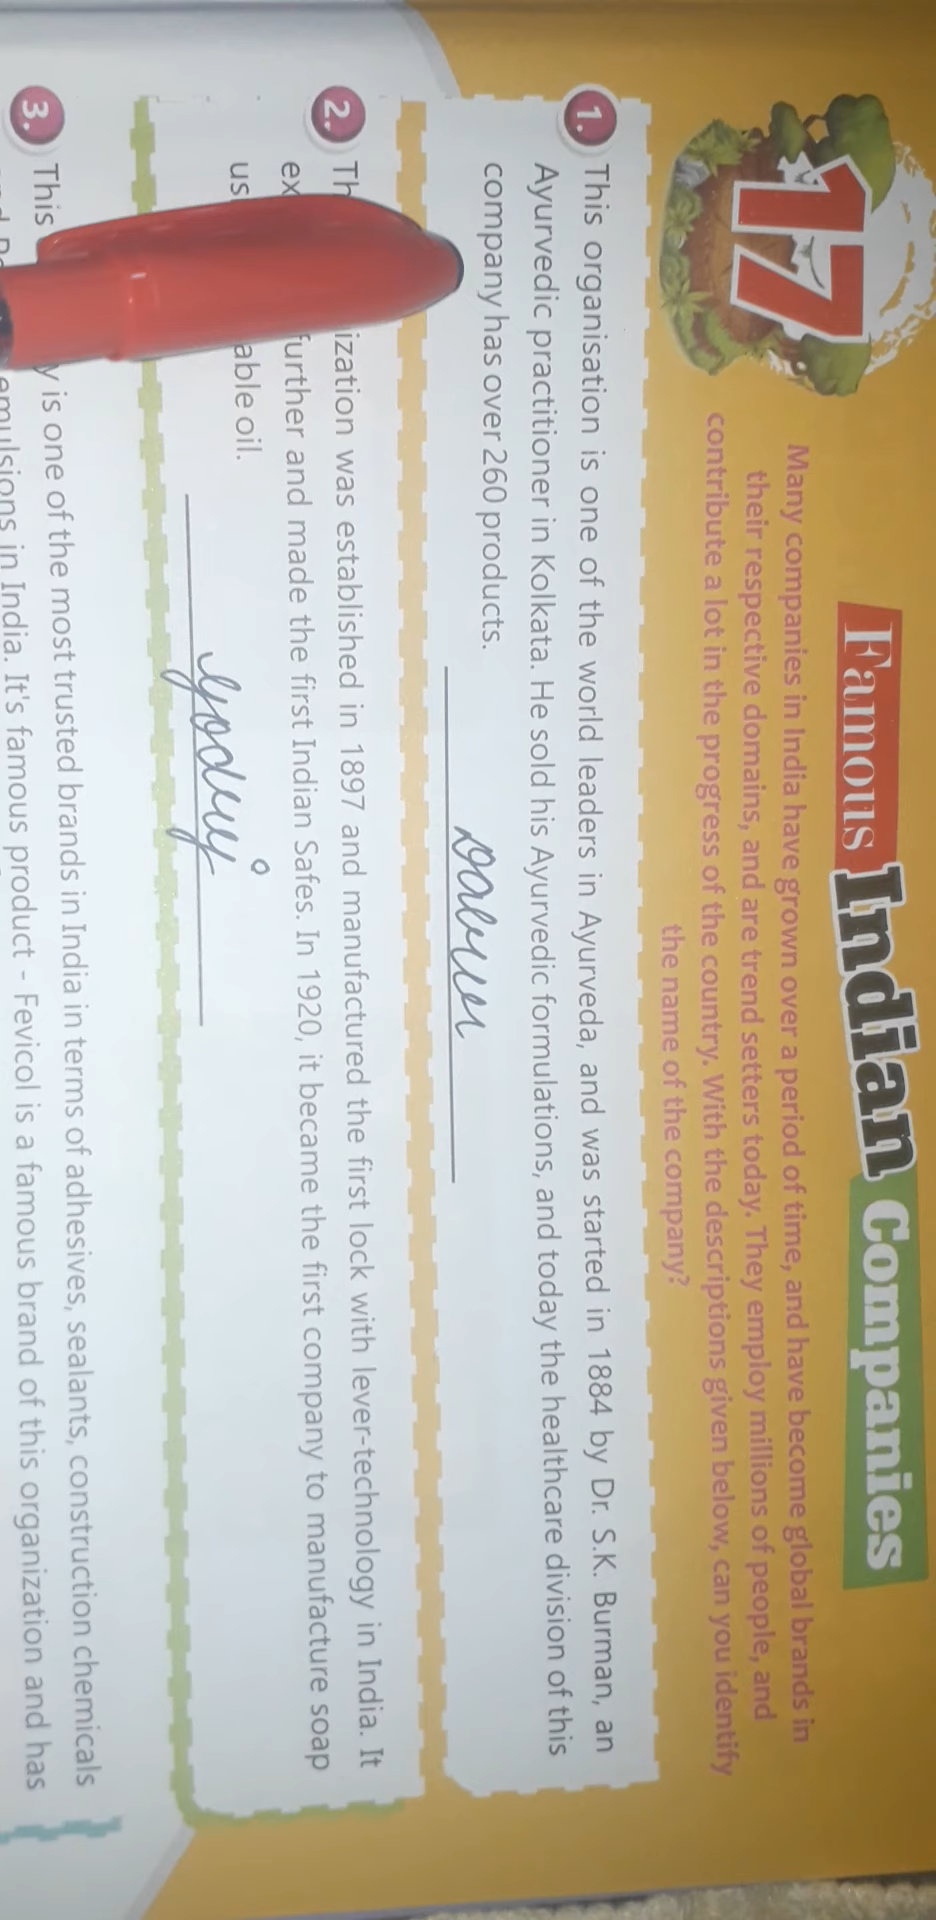 17
Famous Indian Companies
Many companies in India have grown over a period of time, and have become global brands in
their respective domains, and are trend setters today. They employ millions of people, and
contribute a lot in the progress of the country. With the descriptions given below, can you identify
the name of the company?
1. This organisation is one of the world leaders in Ayurveda, and was started in 1884 by Dr. S.K. Burman, an
Ayurvedic practitioner in Kolkata. He sold his Ayurvedic formulations, and today the healthcare division of this
company has over 260 products.
2. Th ization was established in 1897 and manufactured the first lock with lever-technology in India. It
ex further and made the first Indian Safes. In 1920, it became the first company to manufacture soap
us able oil.
3. This y is one of the most trusted brands in India in terms of adhesives, sealants, construction chemicals
emulsions in India. It's famous product - Fevicol is a famous brand of this organization and has